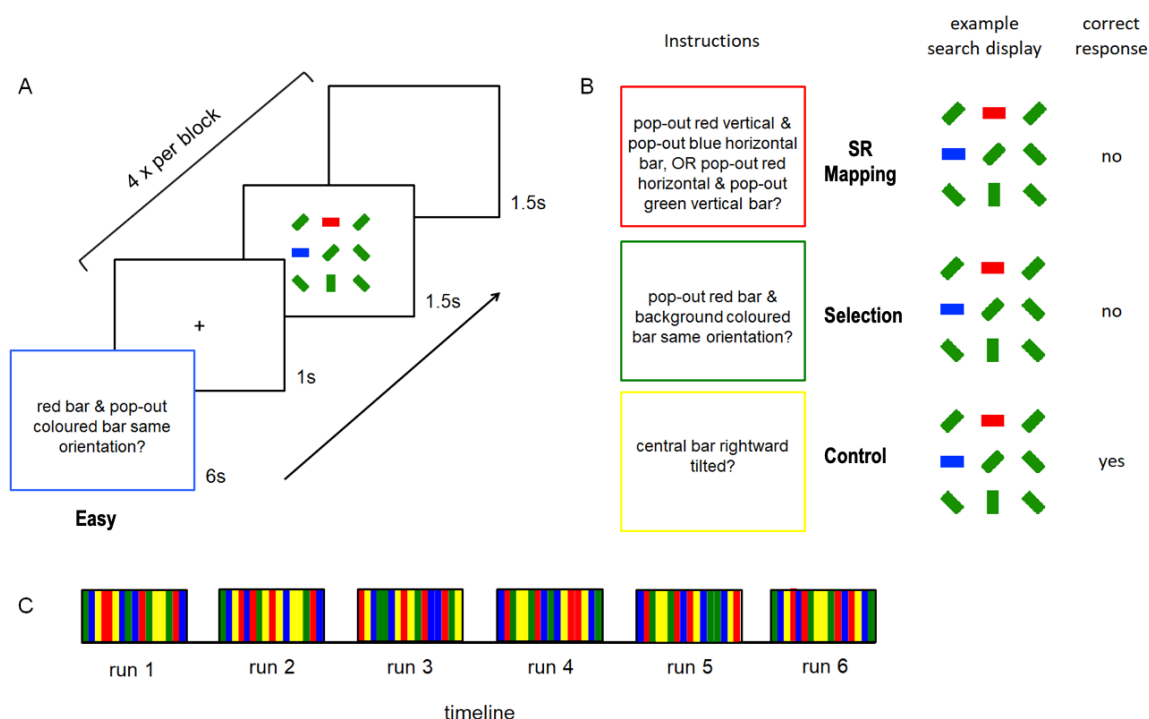 A
4 x per block
1.5s
1.5s
+
1s
red bar & pop-out
coloured bar same
orientation?
6s
Easy
B
Instructions
example
search display
correct
response
pop-out red vertical &
pop-out blue horizontal
bar, OR pop-out red
horizontal & pop-out
green vertical bar?
SR
Mapping
no
pop-out red bar &
background coloured
bar same orientation?
Selection
no
central bar rightward
tilted?
Control
yes
C
run 1
run 2
run 3
run 4
run 5
run 6
timeline